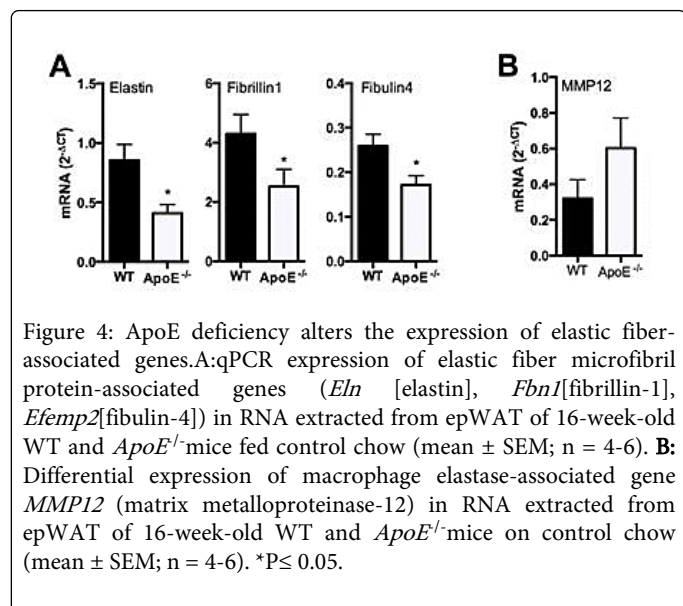 A
B
Elastin
Fibrillin1
Fibulin4
MMP12
mRNA (2-ΔCT)
1.5
1.0
0.5
0.0
6
4
2
0
0.4
0.3
0.2
0.1
0.0
mRNA (2-ΔCT)
1.0
0.8
0.6
0.4
0.2
0.0
*
*
*
WT ApoE-/-
WT ApoE-/-
WT ApoE-/-
WT ApoE-/-
Figure 4: ApoE deficiency alters the expression of elastic fiber-
associated genes.A:qPCR expression of elastic fiber microfibril
protein-associated genes (Eln [elastin], Fbn1[fibrillin-1],
Efemp2[fibulin-4]) in RNA extracted from epWAT of 16-week-old
WT and ApoE-/-mice fed control chow (mean ± SEM; n = 4-6). B:
Differential expression of macrophage elastase-associated gene
MMP12 (matrix metalloproteinase-12) in RNA extracted from
epWAT of 16-week-old WT and ApoE-/-mice on control chow
(mean ± SEM; n = 4-6). *P≤ 0.05.